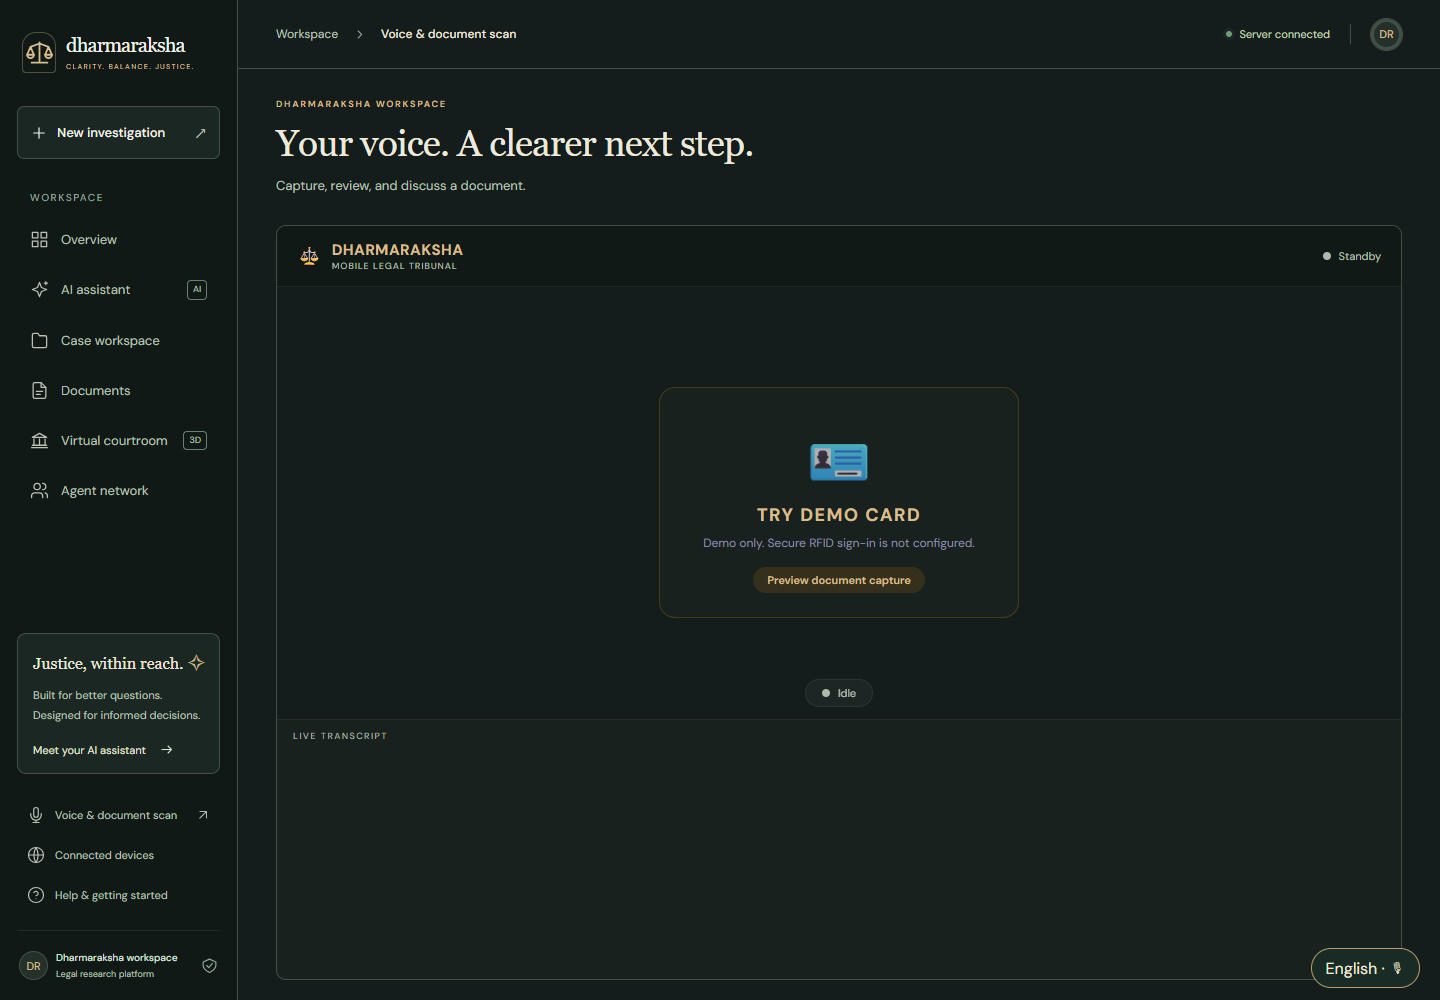 dharmaraksha
CLARITY. BALANCE. JUSTICE.
New investigation
WORKSPACE
Overview
AI assistant
AI
Case workspace
Documents
Virtual courtroom
3D
Agent network
Justice, within reach.
Built for better questions.
Designed for informed decisions.
Meet your AI assistant
Voice & document scan
Connected devices
Help & getting started
DR
Dharmaraksha workspace
Legal research platform
Workspace
Voice & document scan
Server connected
DR
DHARMARAKSHA WORKSPACE
Your voice. A clearer next step.
Capture, review, and discuss a document.
DHARMARAKSHA
MOBILE LEGAL TRIBUNAL
Standby
TRY DEMO CARD
Demo only. Secure RFID sign-in is not configured.
Preview document capture
Idle
LIVE TRANSCRIPT
English ·